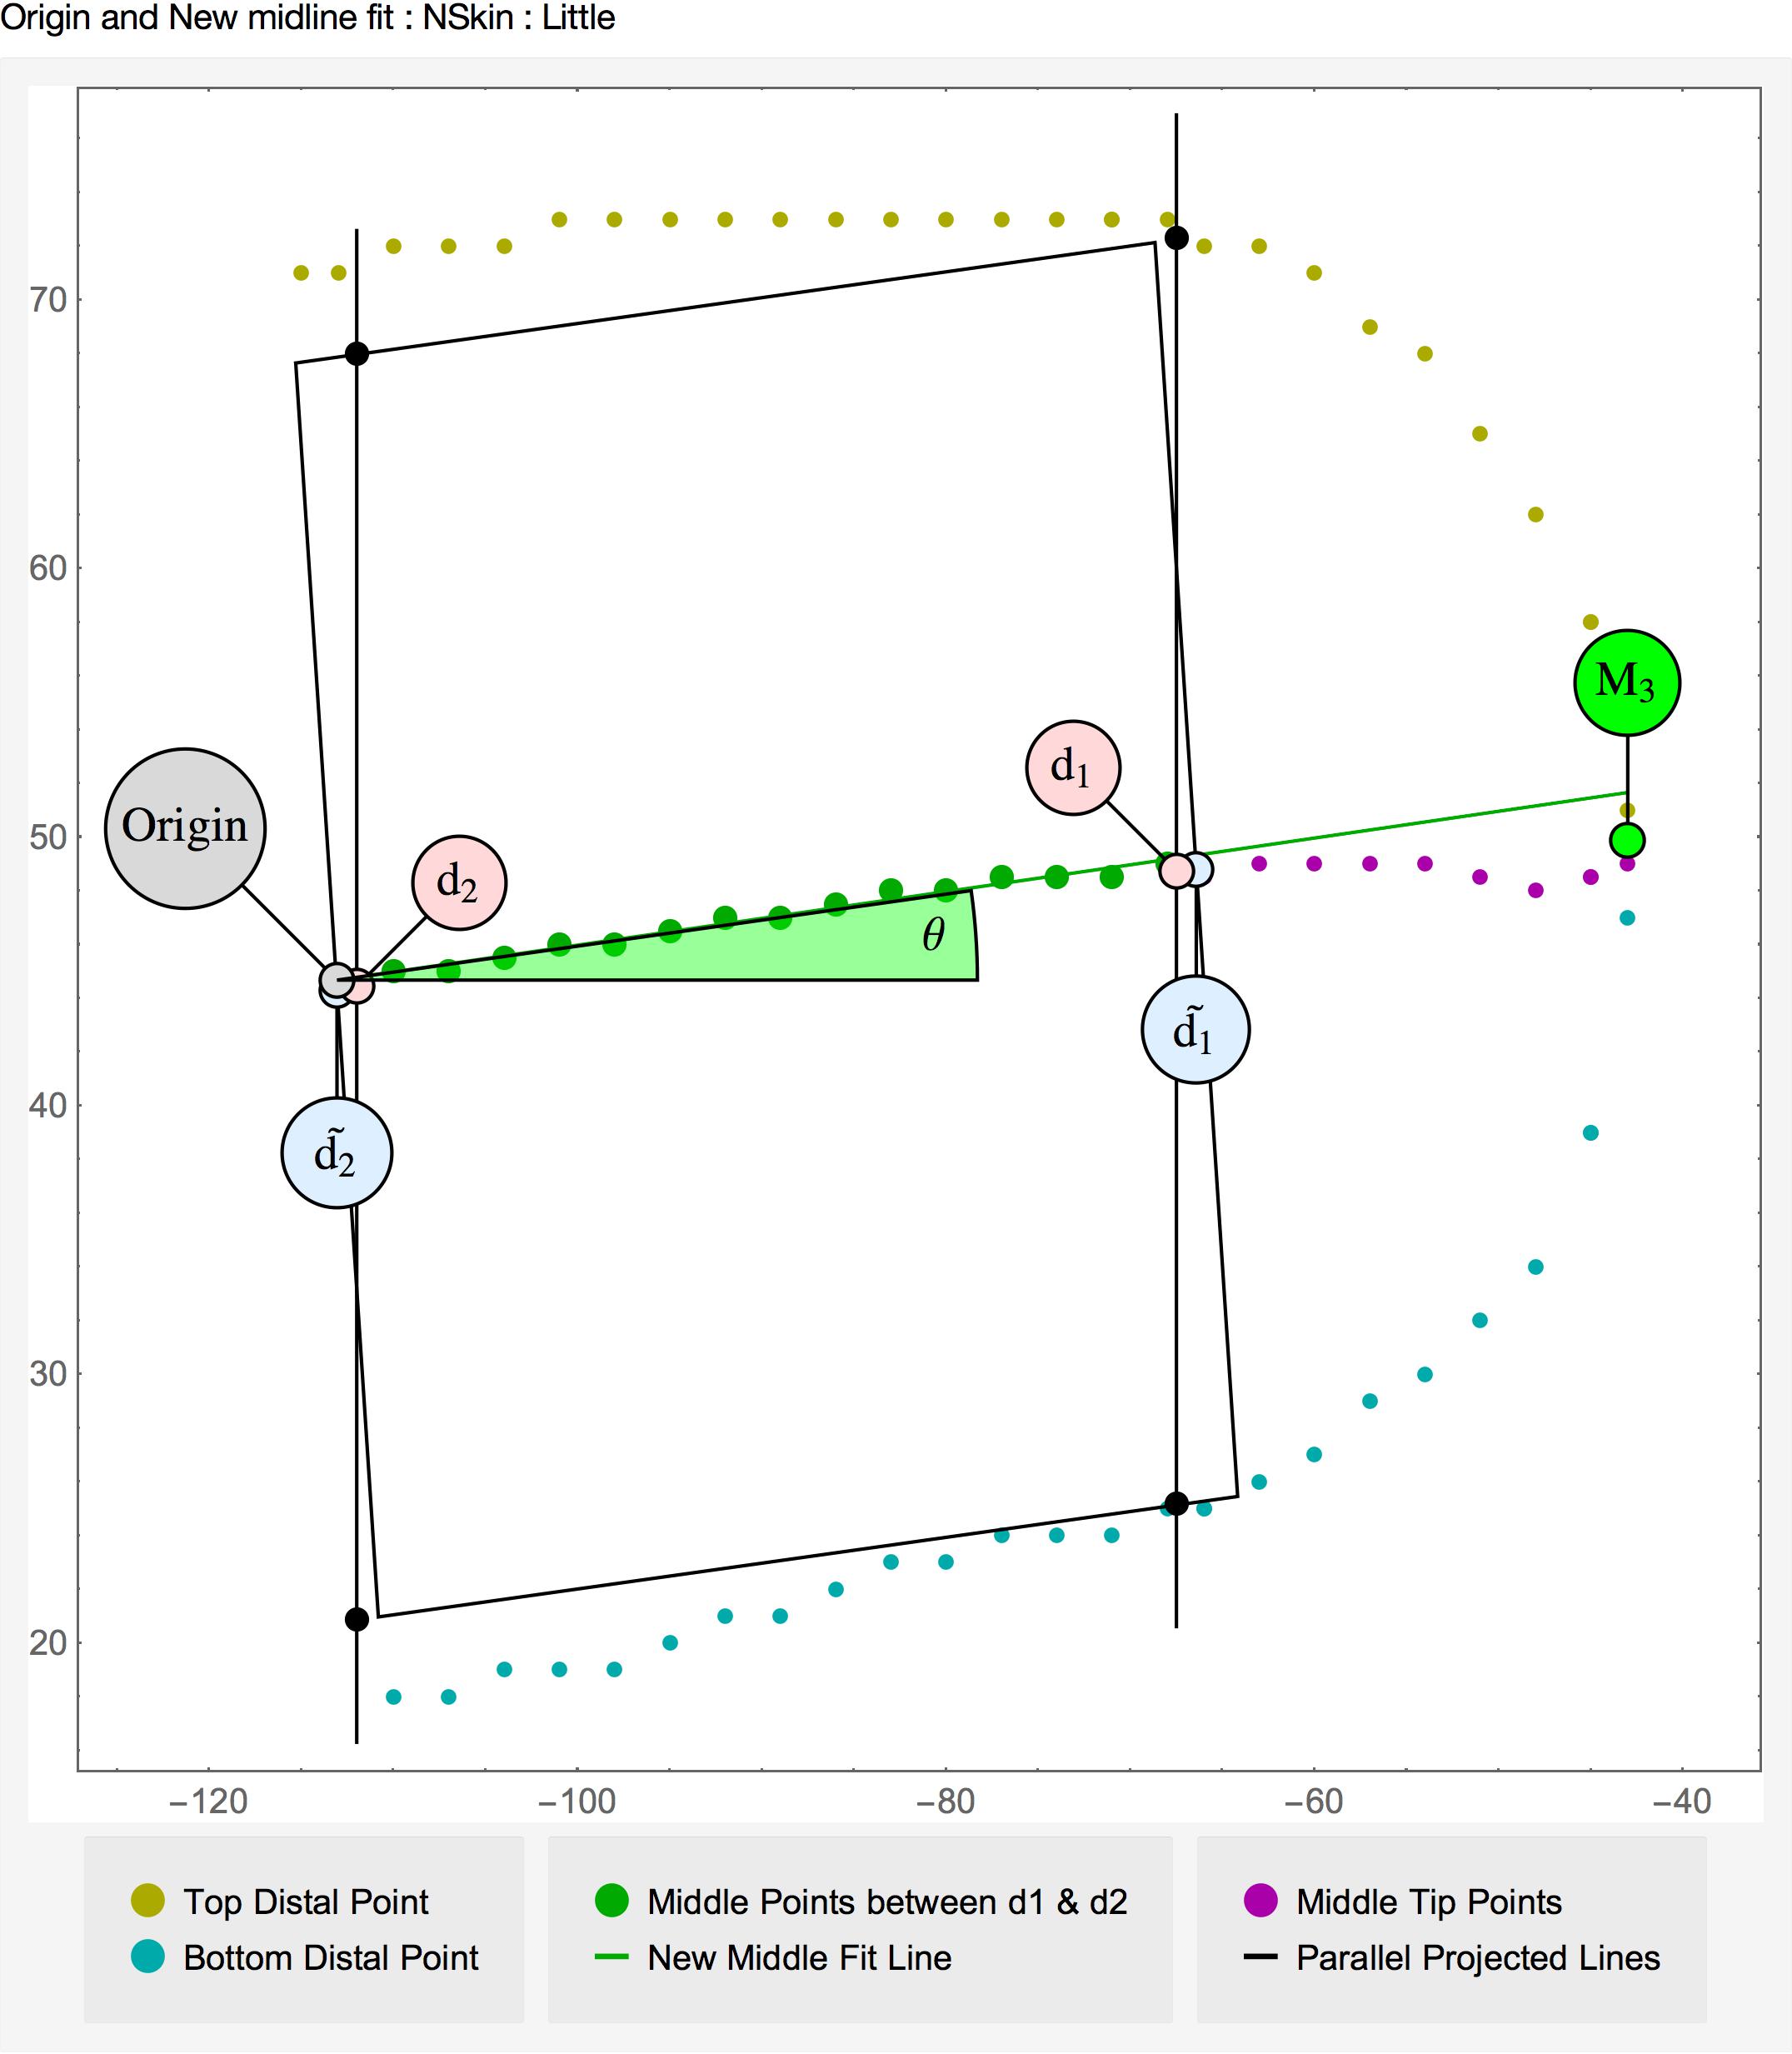 Origin and New midline fit : NSkin : Little
70
60
50
40
30
20
M₃
d₁
Origin
d₂
θ
d̃₁
d̃₂
−120
−100
−80
−60
−40
Top Distal Point
Bottom Distal Point
Middle Points between d1 & d2
New Middle Fit Line
Middle Tip Points
Parallel Projected Lines